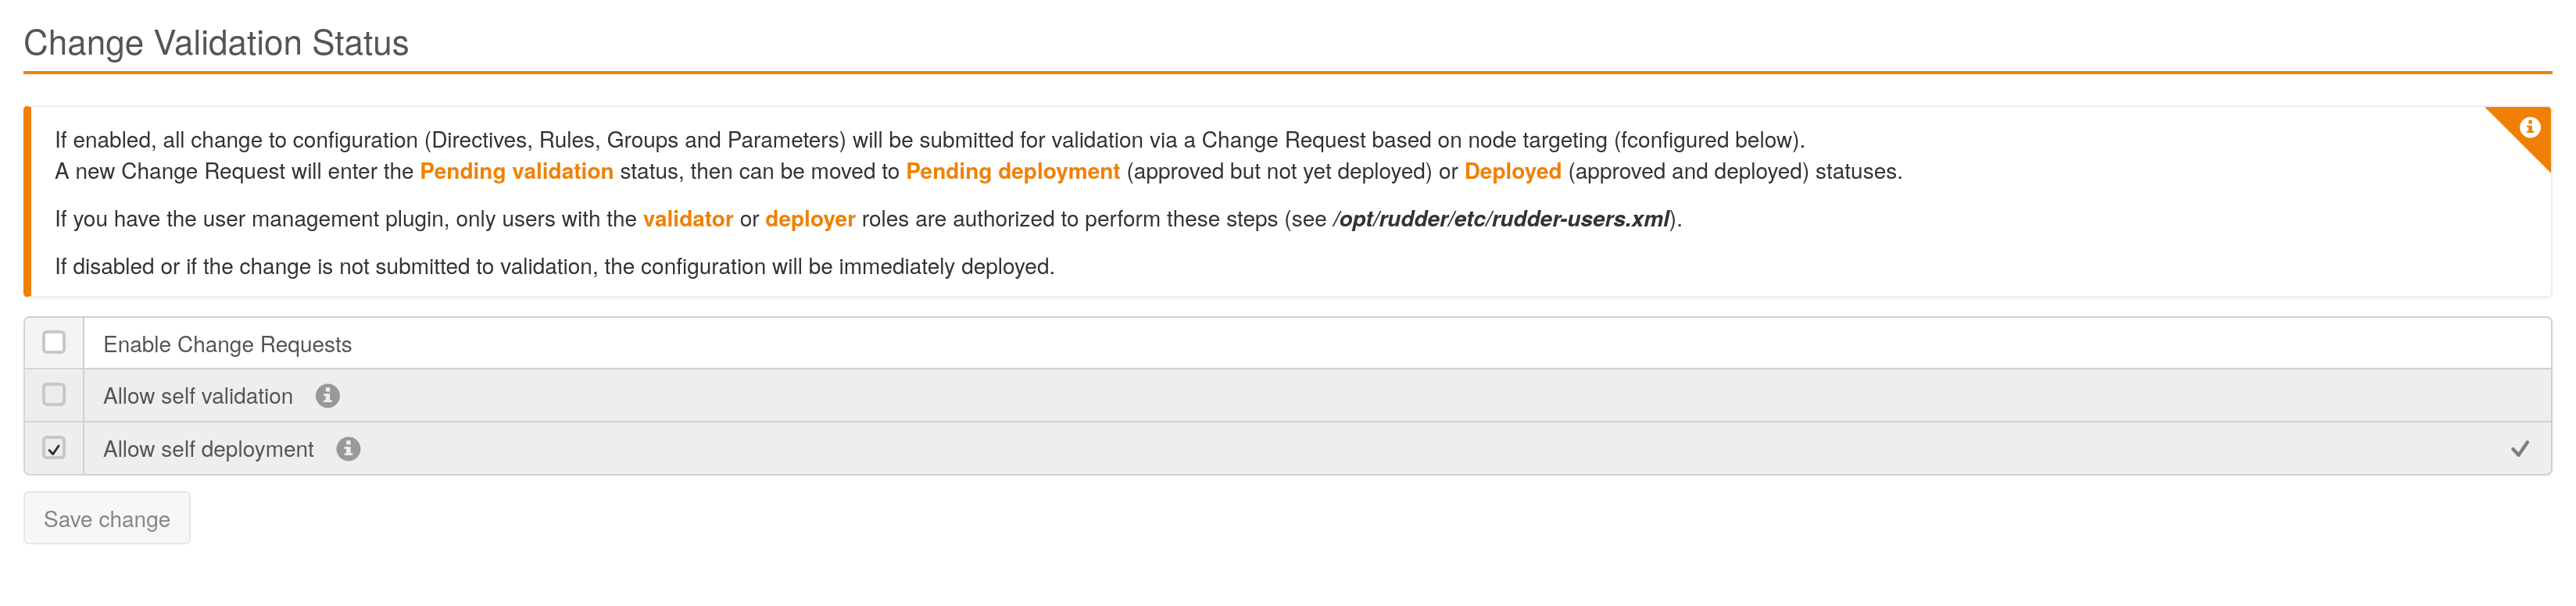 Change Validation Status
If enabled, all change to configuration (Directives, Rules, Groups and Parameters) will be submitted for validation via a Change Request based on node targeting (fconfigured below).
A new Change Request will enter the Pending validation status, then can be moved to Pending deployment (approved but not yet deployed) or Deployed (approved and deployed) statuses.
If you have the user management plugin, only users with the validator or deployer roles are authorized to perform these steps (see /opt/rudder/etc/rudder-users.xml).
If disabled or if the change is not submitted to validation, the configuration will be immediately deployed.
Enable Change Requests
Allow self validation
Allow self deployment
Save change